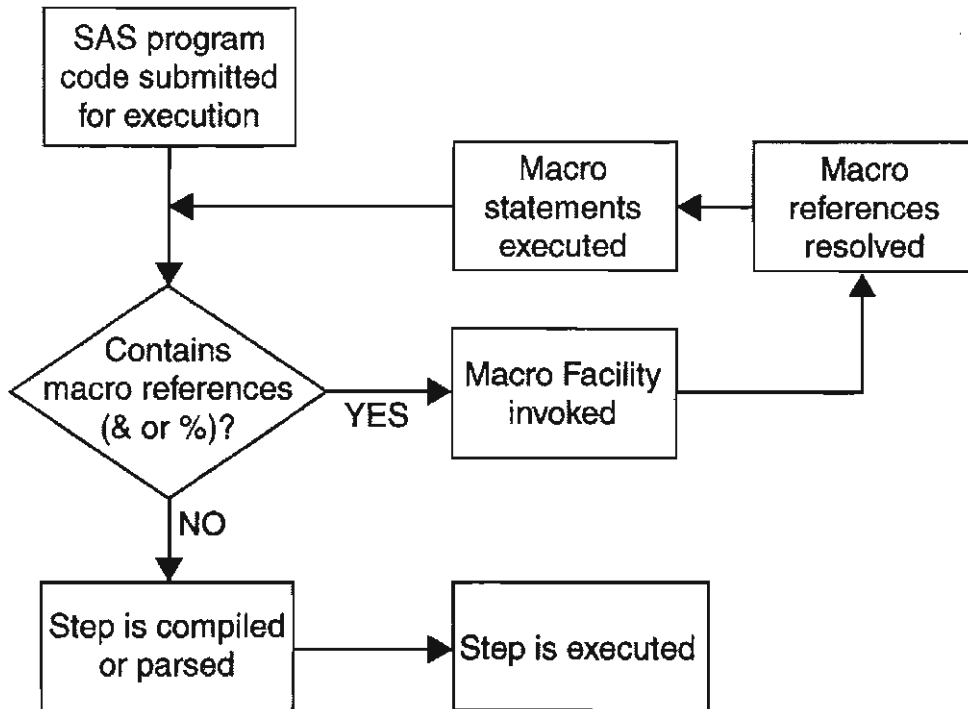 SAS program
code submitted
for execution
Macro
statements
executed
Macro
references
resolved
Contains
macro references
(& or %)?
YES
Macro Facility
invoked
NO
Step is compiled
or parsed
Step is executed